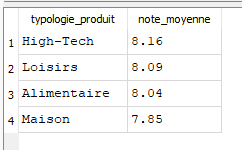 typologie_produit note_moyenne
1 High-Tech 8.16
2 Loisirs 8.09
3 Alimentaire 8.04
4 Maison 7.85